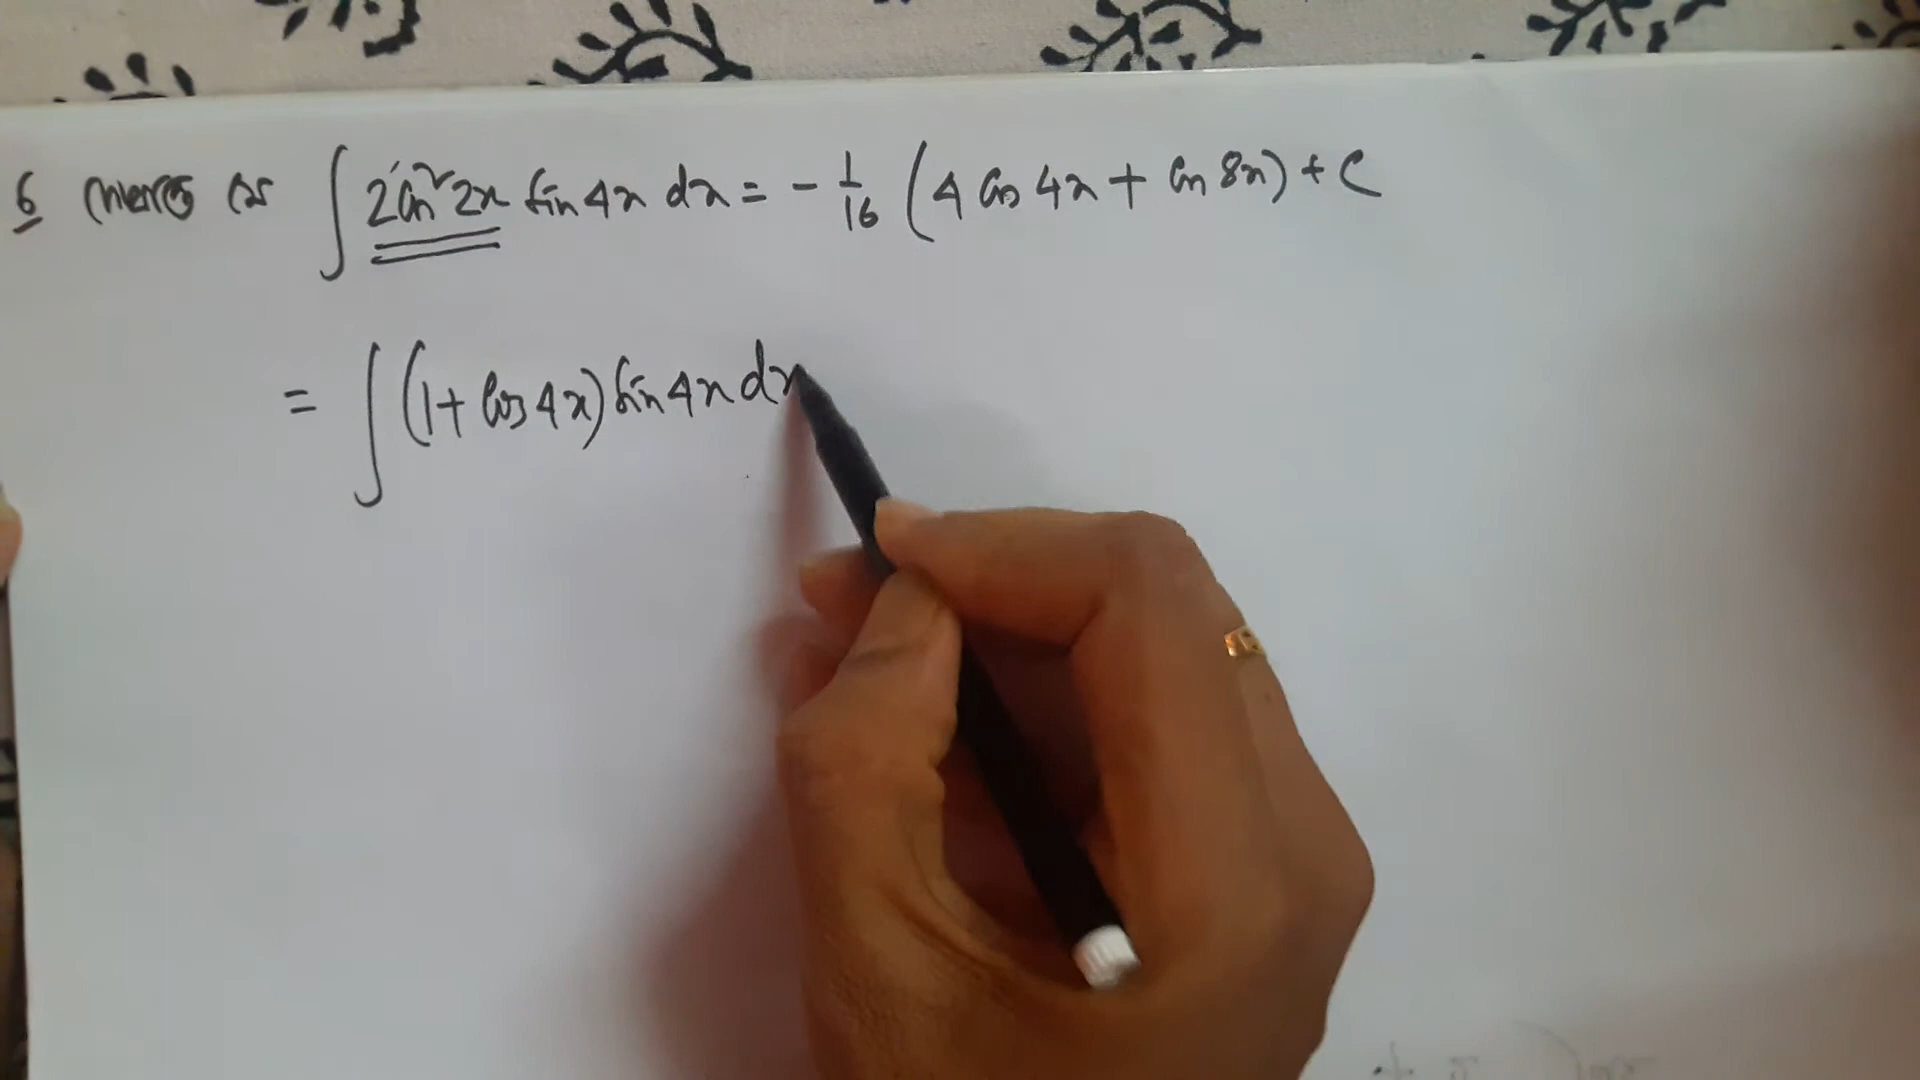 6 দেখাও যে ∫ 2cos²2x sin4x dx = -1/16 (4 cos 4x + cos 8x) + C
= ∫ (1 + cos 4x) sin 4x dx